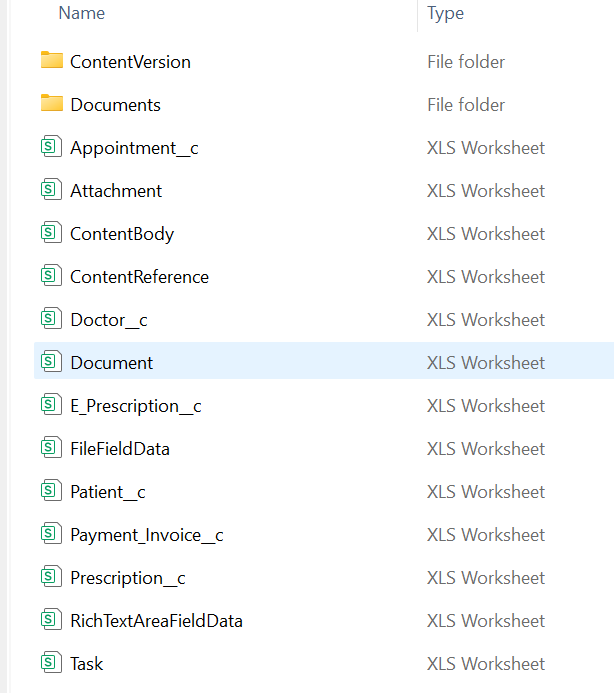 Name Type
ContentVersion File folder
Documents File folder
Appointment__c XLS Worksheet
Attachment XLS Worksheet
ContentBody XLS Worksheet
ContentReference XLS Worksheet
Doctor__c XLS Worksheet
Document XLS Worksheet
E_Prescription__c XLS Worksheet
FileFieldData XLS Worksheet
Patient__c XLS Worksheet
Payment_Invoice__c XLS Worksheet
Prescription__c XLS Worksheet
RichTextAreaFieldData XLS Worksheet
Task XLS Worksheet